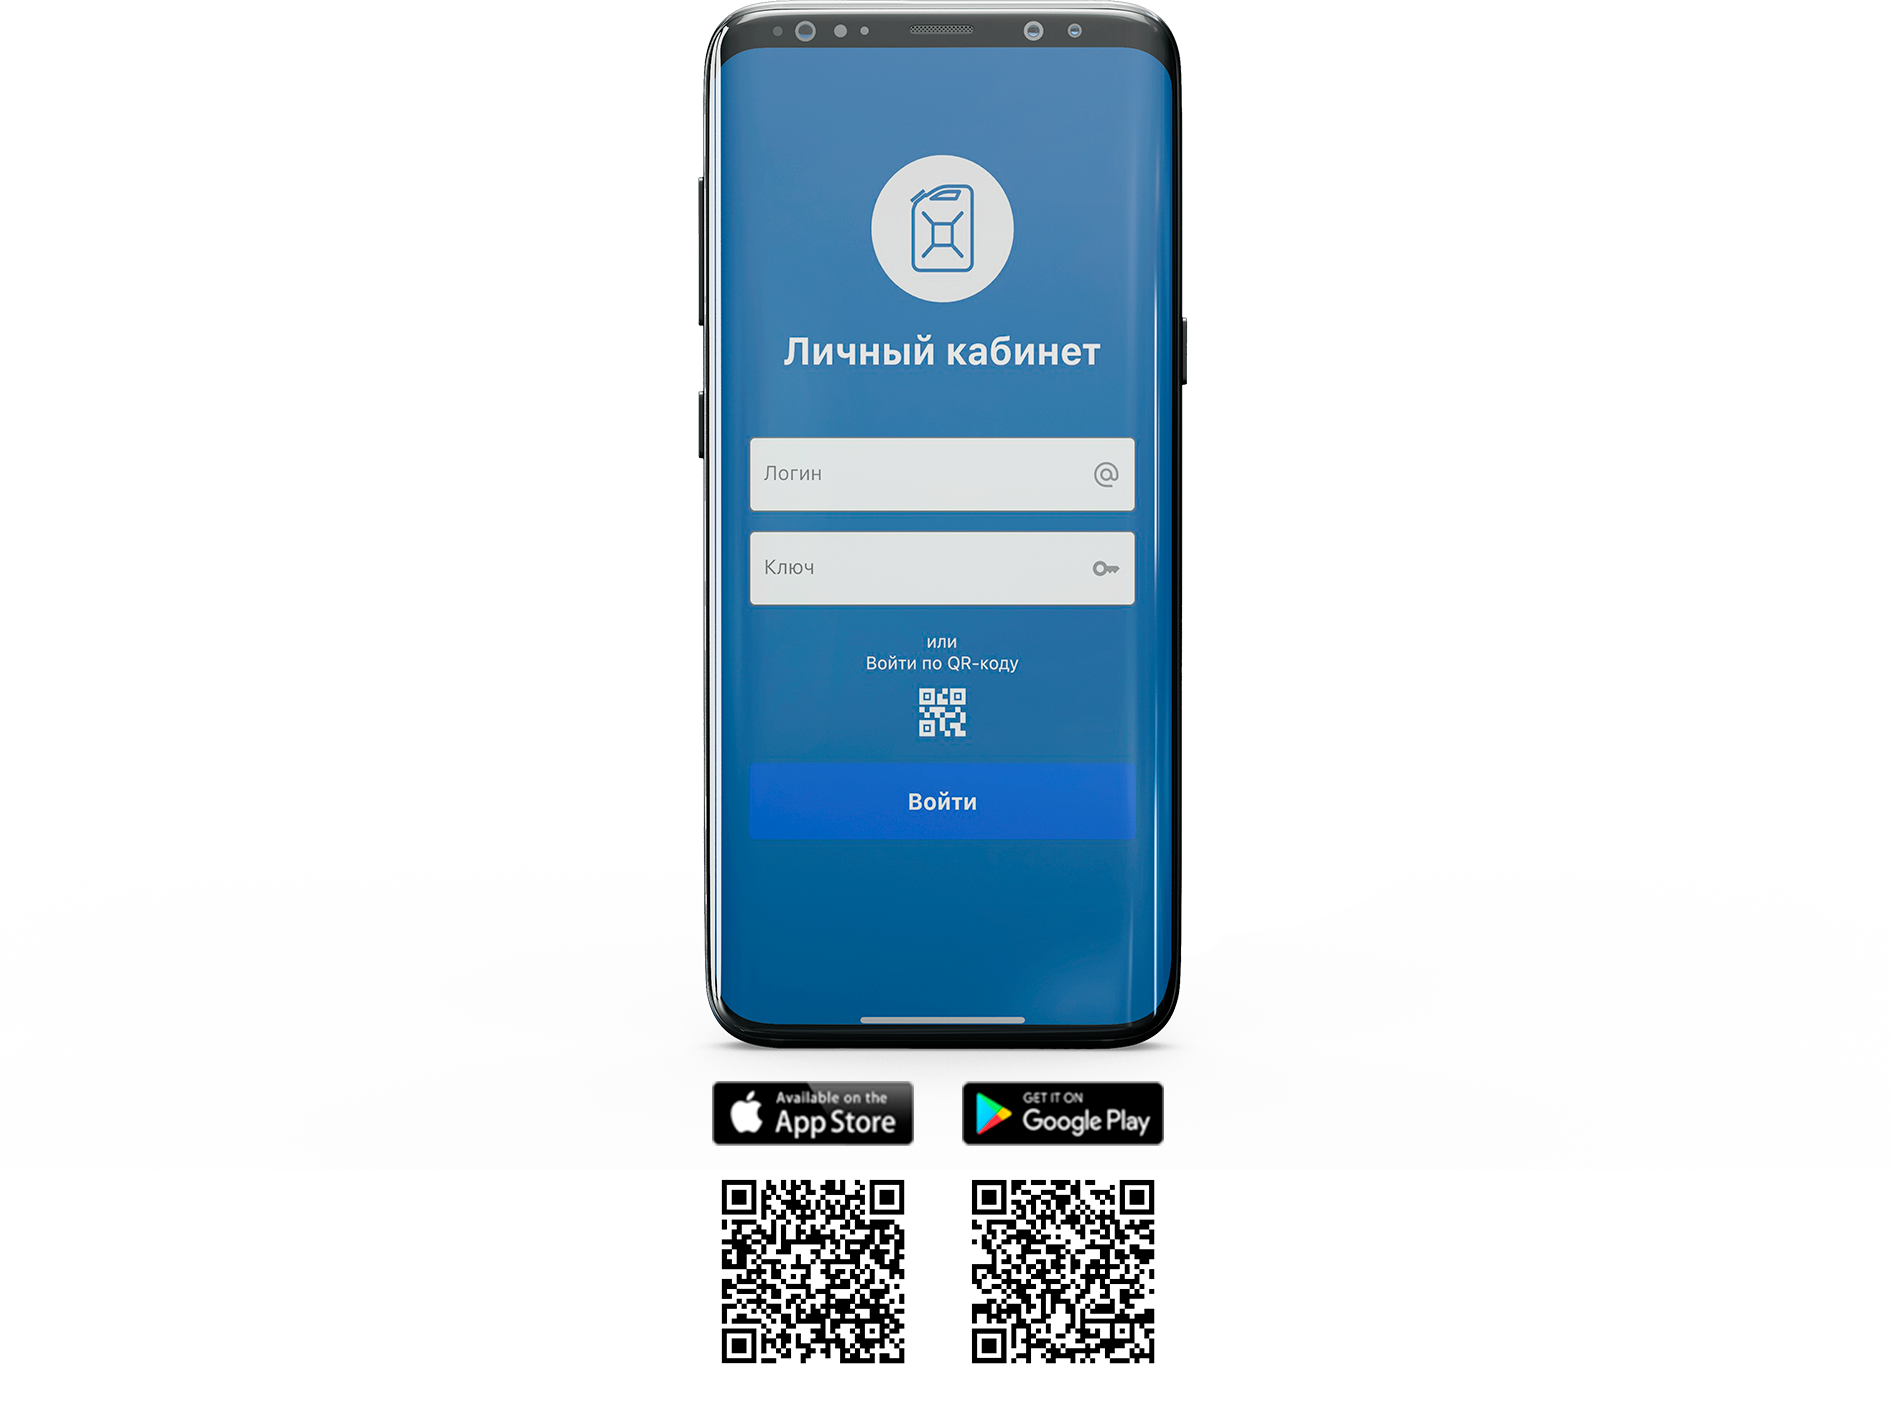 Личный кабинет
Логин
Ключ
или
Войти по QR-коду
Войти
Available on the
App Store
GET IT ON
Google Play